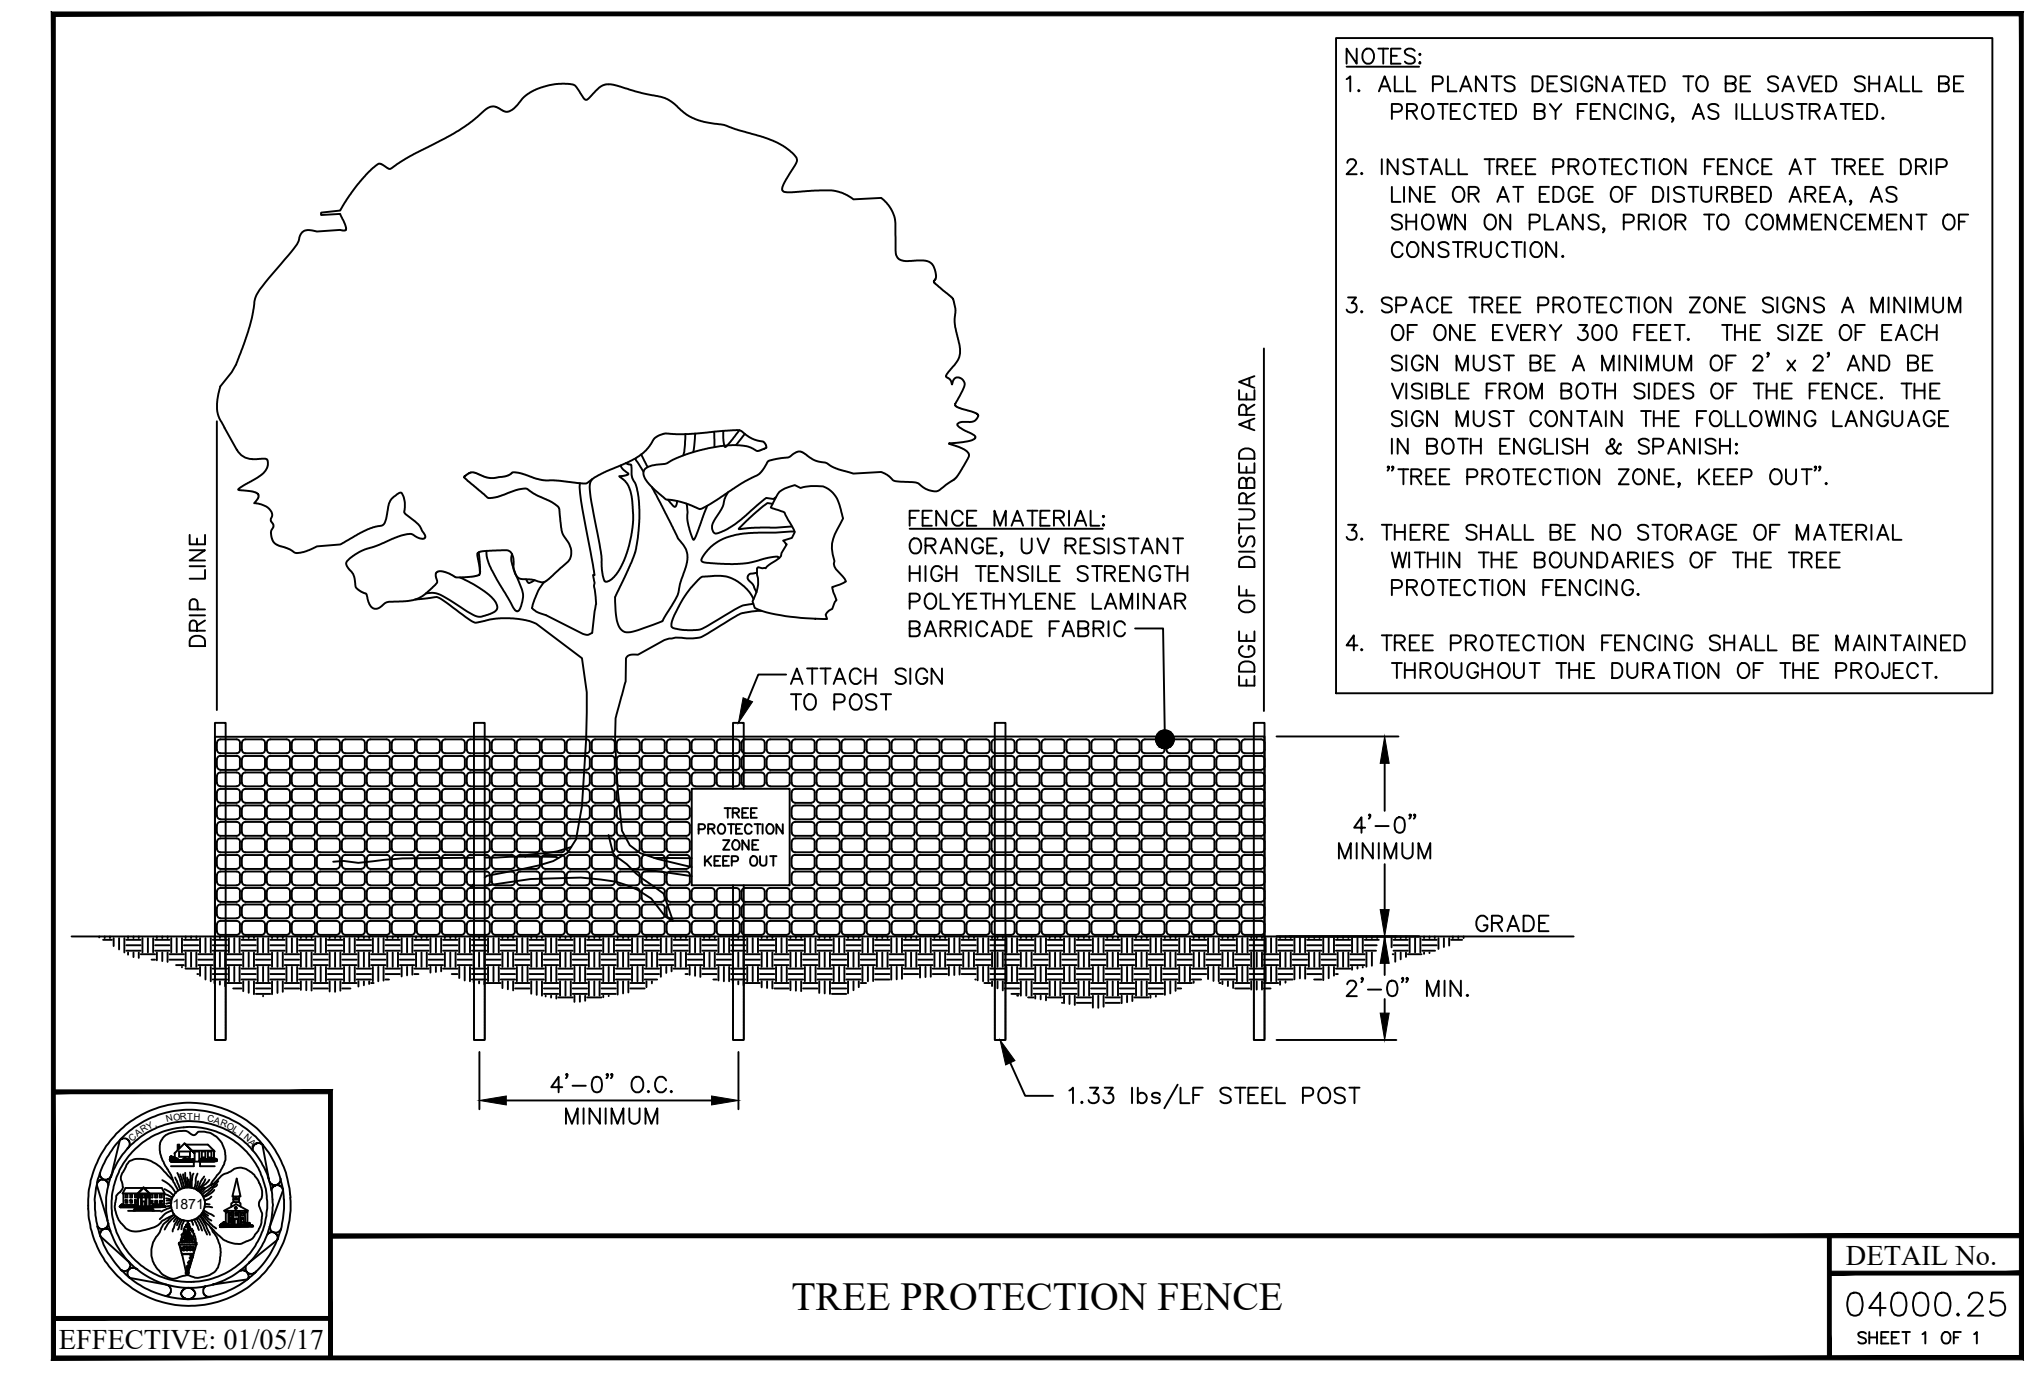 NOTES:
1. ALL PLANTS DESIGNATED TO BE SAVED SHALL BE
PROTECTED BY FENCING, AS ILLUSTRATED.
2. INSTALL TREE PROTECTION FENCE AT TREE DRIP
LINE OR AT EDGE OF DISTURBED AREA, AS
SHOWN ON PLANS, PRIOR TO COMMENCEMENT OF
CONSTRUCTION.
3. SPACE TREE PROTECTION ZONE SIGNS A MINIMUM
OF ONE EVERY 300 FEET. THE SIZE OF EACH
SIGN MUST BE A MINIMUM OF 2' x 2' AND BE
VISIBLE FROM BOTH SIDES OF THE FENCE. THE
SIGN MUST CONTAIN THE FOLLOWING LANGUAGE
IN BOTH ENGLISH & SPANISH:
"TREE PROTECTION ZONE, KEEP OUT".
3. THERE SHALL BE NO STORAGE OF MATERIAL
WITHIN THE BOUNDARIES OF THE TREE
PROTECTION FENCING.
4. TREE PROTECTION FENCING SHALL BE MAINTAINED
THROUGHOUT THE DURATION OF THE PROJECT.
DRIP LINE
EDGE OF DISTURBED AREA
FENCE MATERIAL:
ORANGE, UV RESISTANT
HIGH TENSILE STRENGTH
POLYETHYLENE LAMINAR
BARRICADE FABRIC
ATTACH SIGN
TO POST
TREE
PROTECTION
ZONE
KEEP OUT
4'-0"
MINIMUM
GRADE
2'-0" MIN.
4'-0" O.C.
MINIMUM
1.33 lbs/LF STEEL POST
CARY, NORTH CAROLINA
1871
EFFECTIVE: 01/05/17
TREE PROTECTION FENCE
DETAIL No.
04000.25
SHEET 1 OF 1